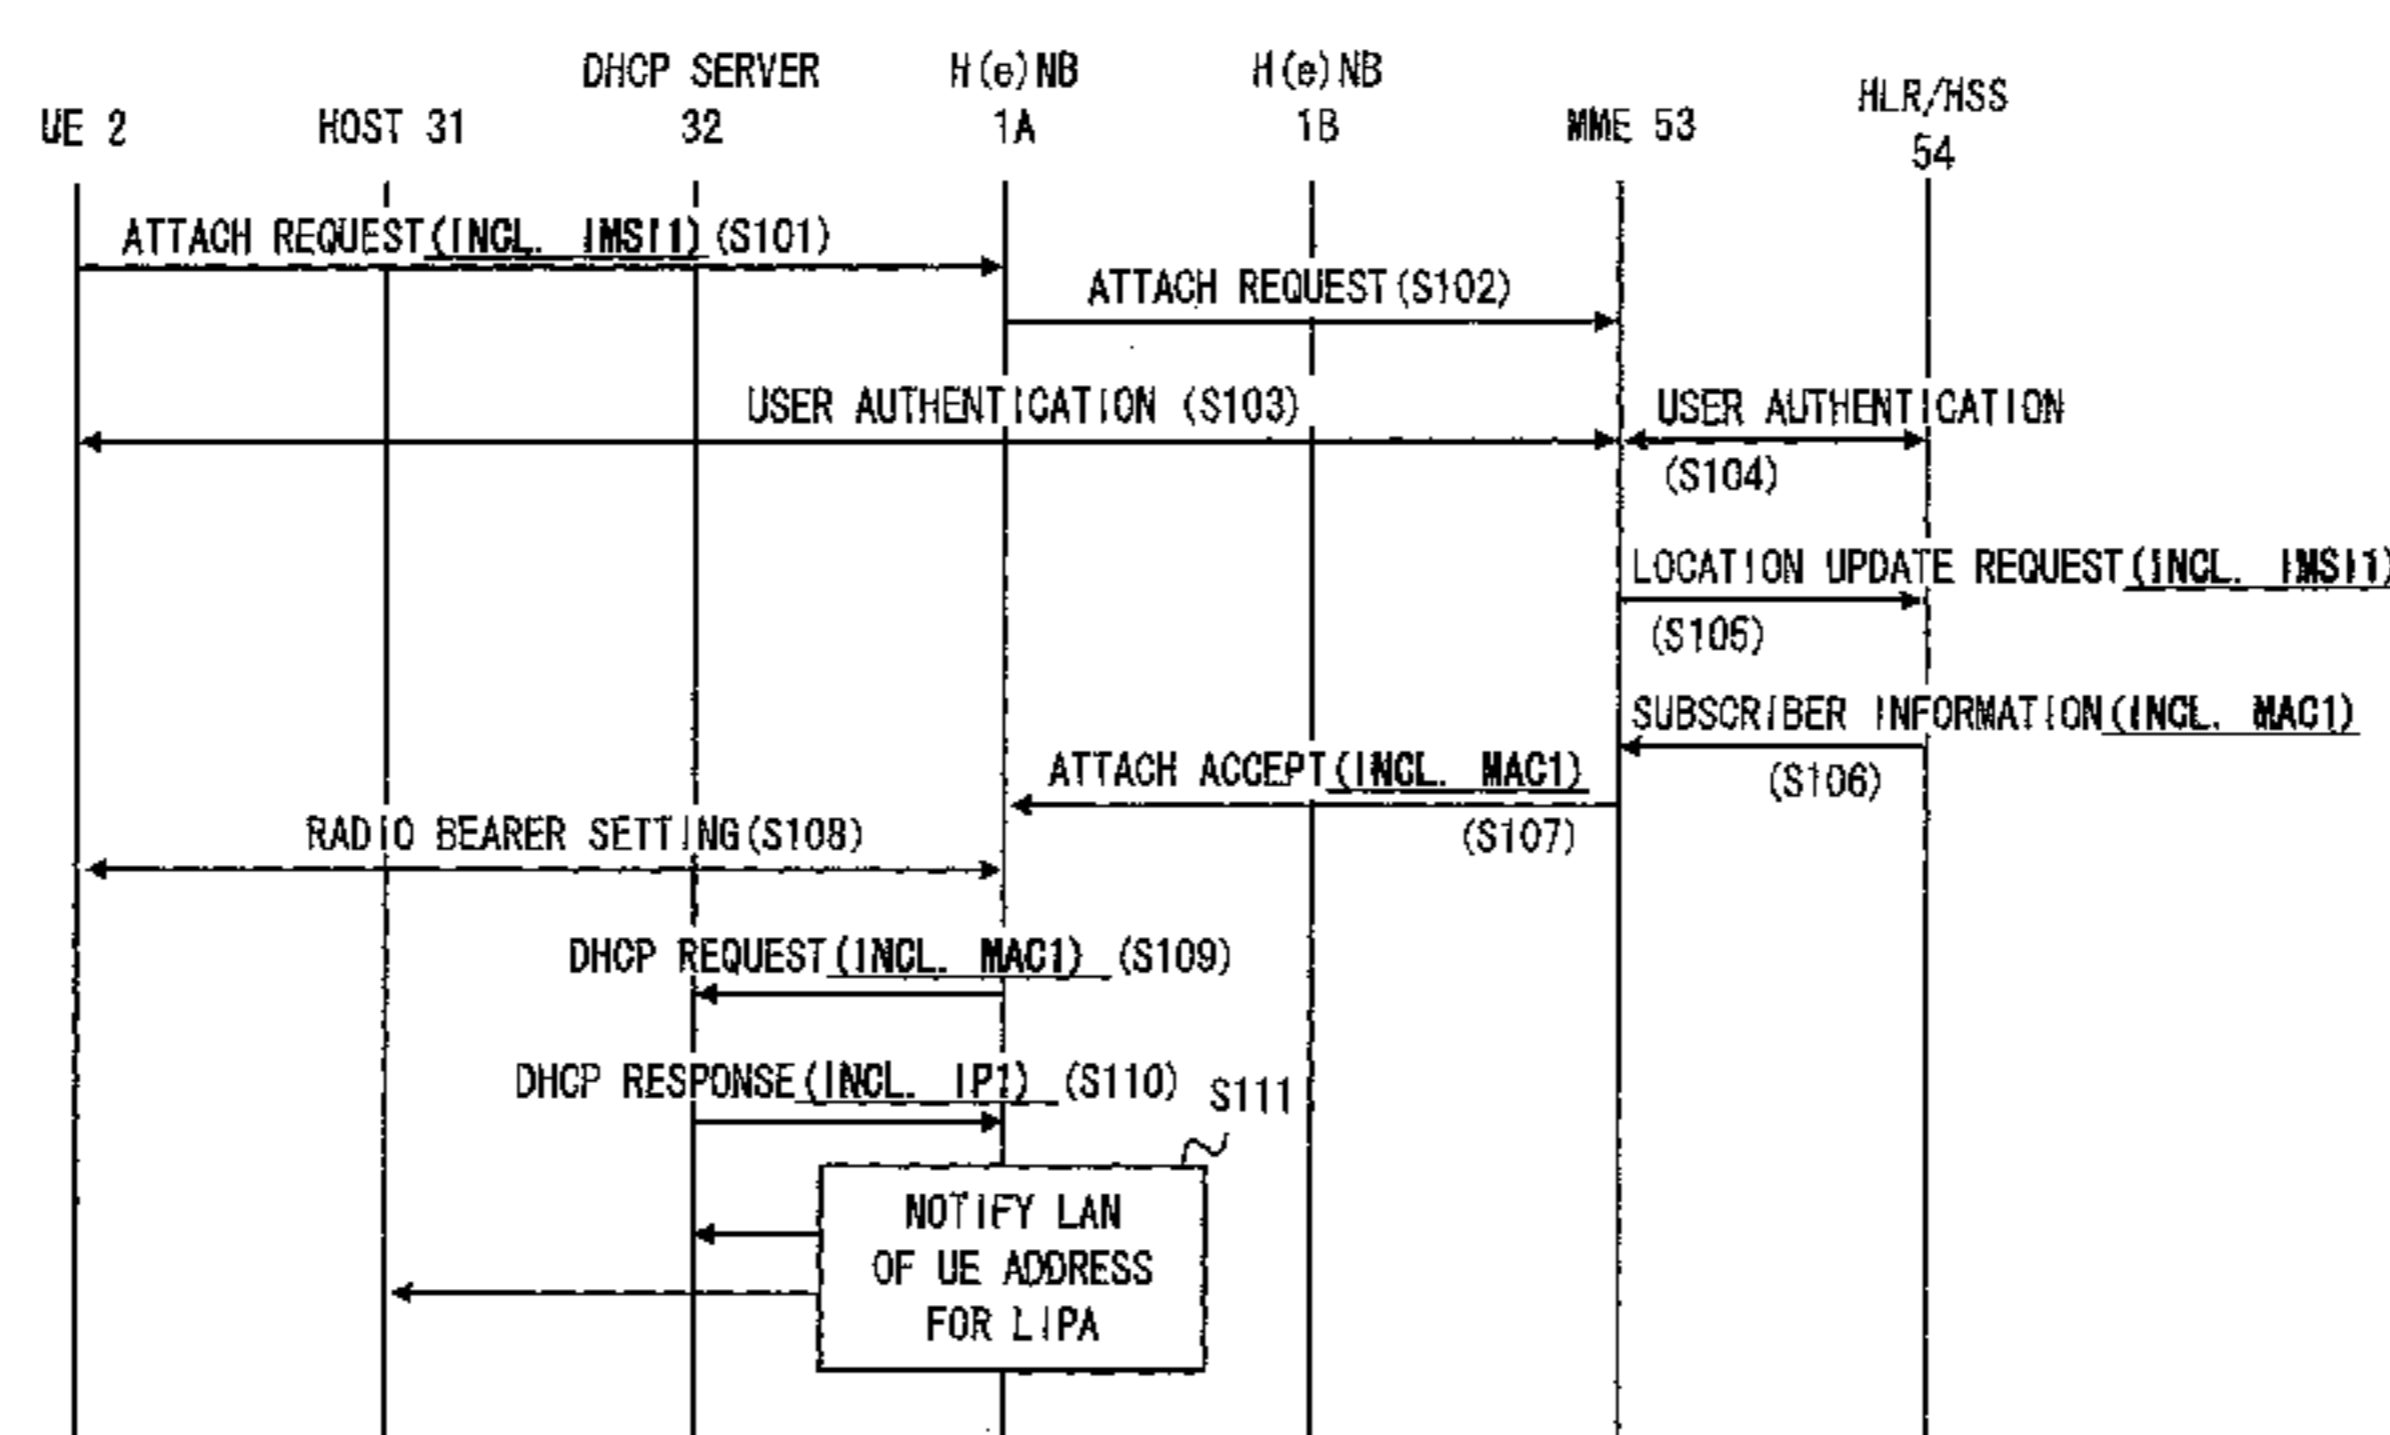 UE 2
HOST 31
DHCP SERVER
32
H(e)NB
1A
H(e)NB
1B
MME 53
HLR/HSS
54
ATTACH REQUEST(INCL. IMSI1)(S101)
ATTACH REQUEST(S102)
USER AUTHENTICATION (S103)
USER AUTHENTICATION
(S104)
LOCATION UPDATE REQUEST(INCL. IMSI1)
(S105)
SUBSCRIBER INFORMATION(INCL. MAC1)
(S106)
ATTACH ACCEPT(INCL. MAC1)
(S107)
RADIO BEARER SETTING(S108)
DHCP REQUEST(INCL. MAC1) (S109)
DHCP RESPONSE(INCL. IP1) (S110)
S111
NOTIFY LAN
OF UE ADDRESS
FOR LIPA